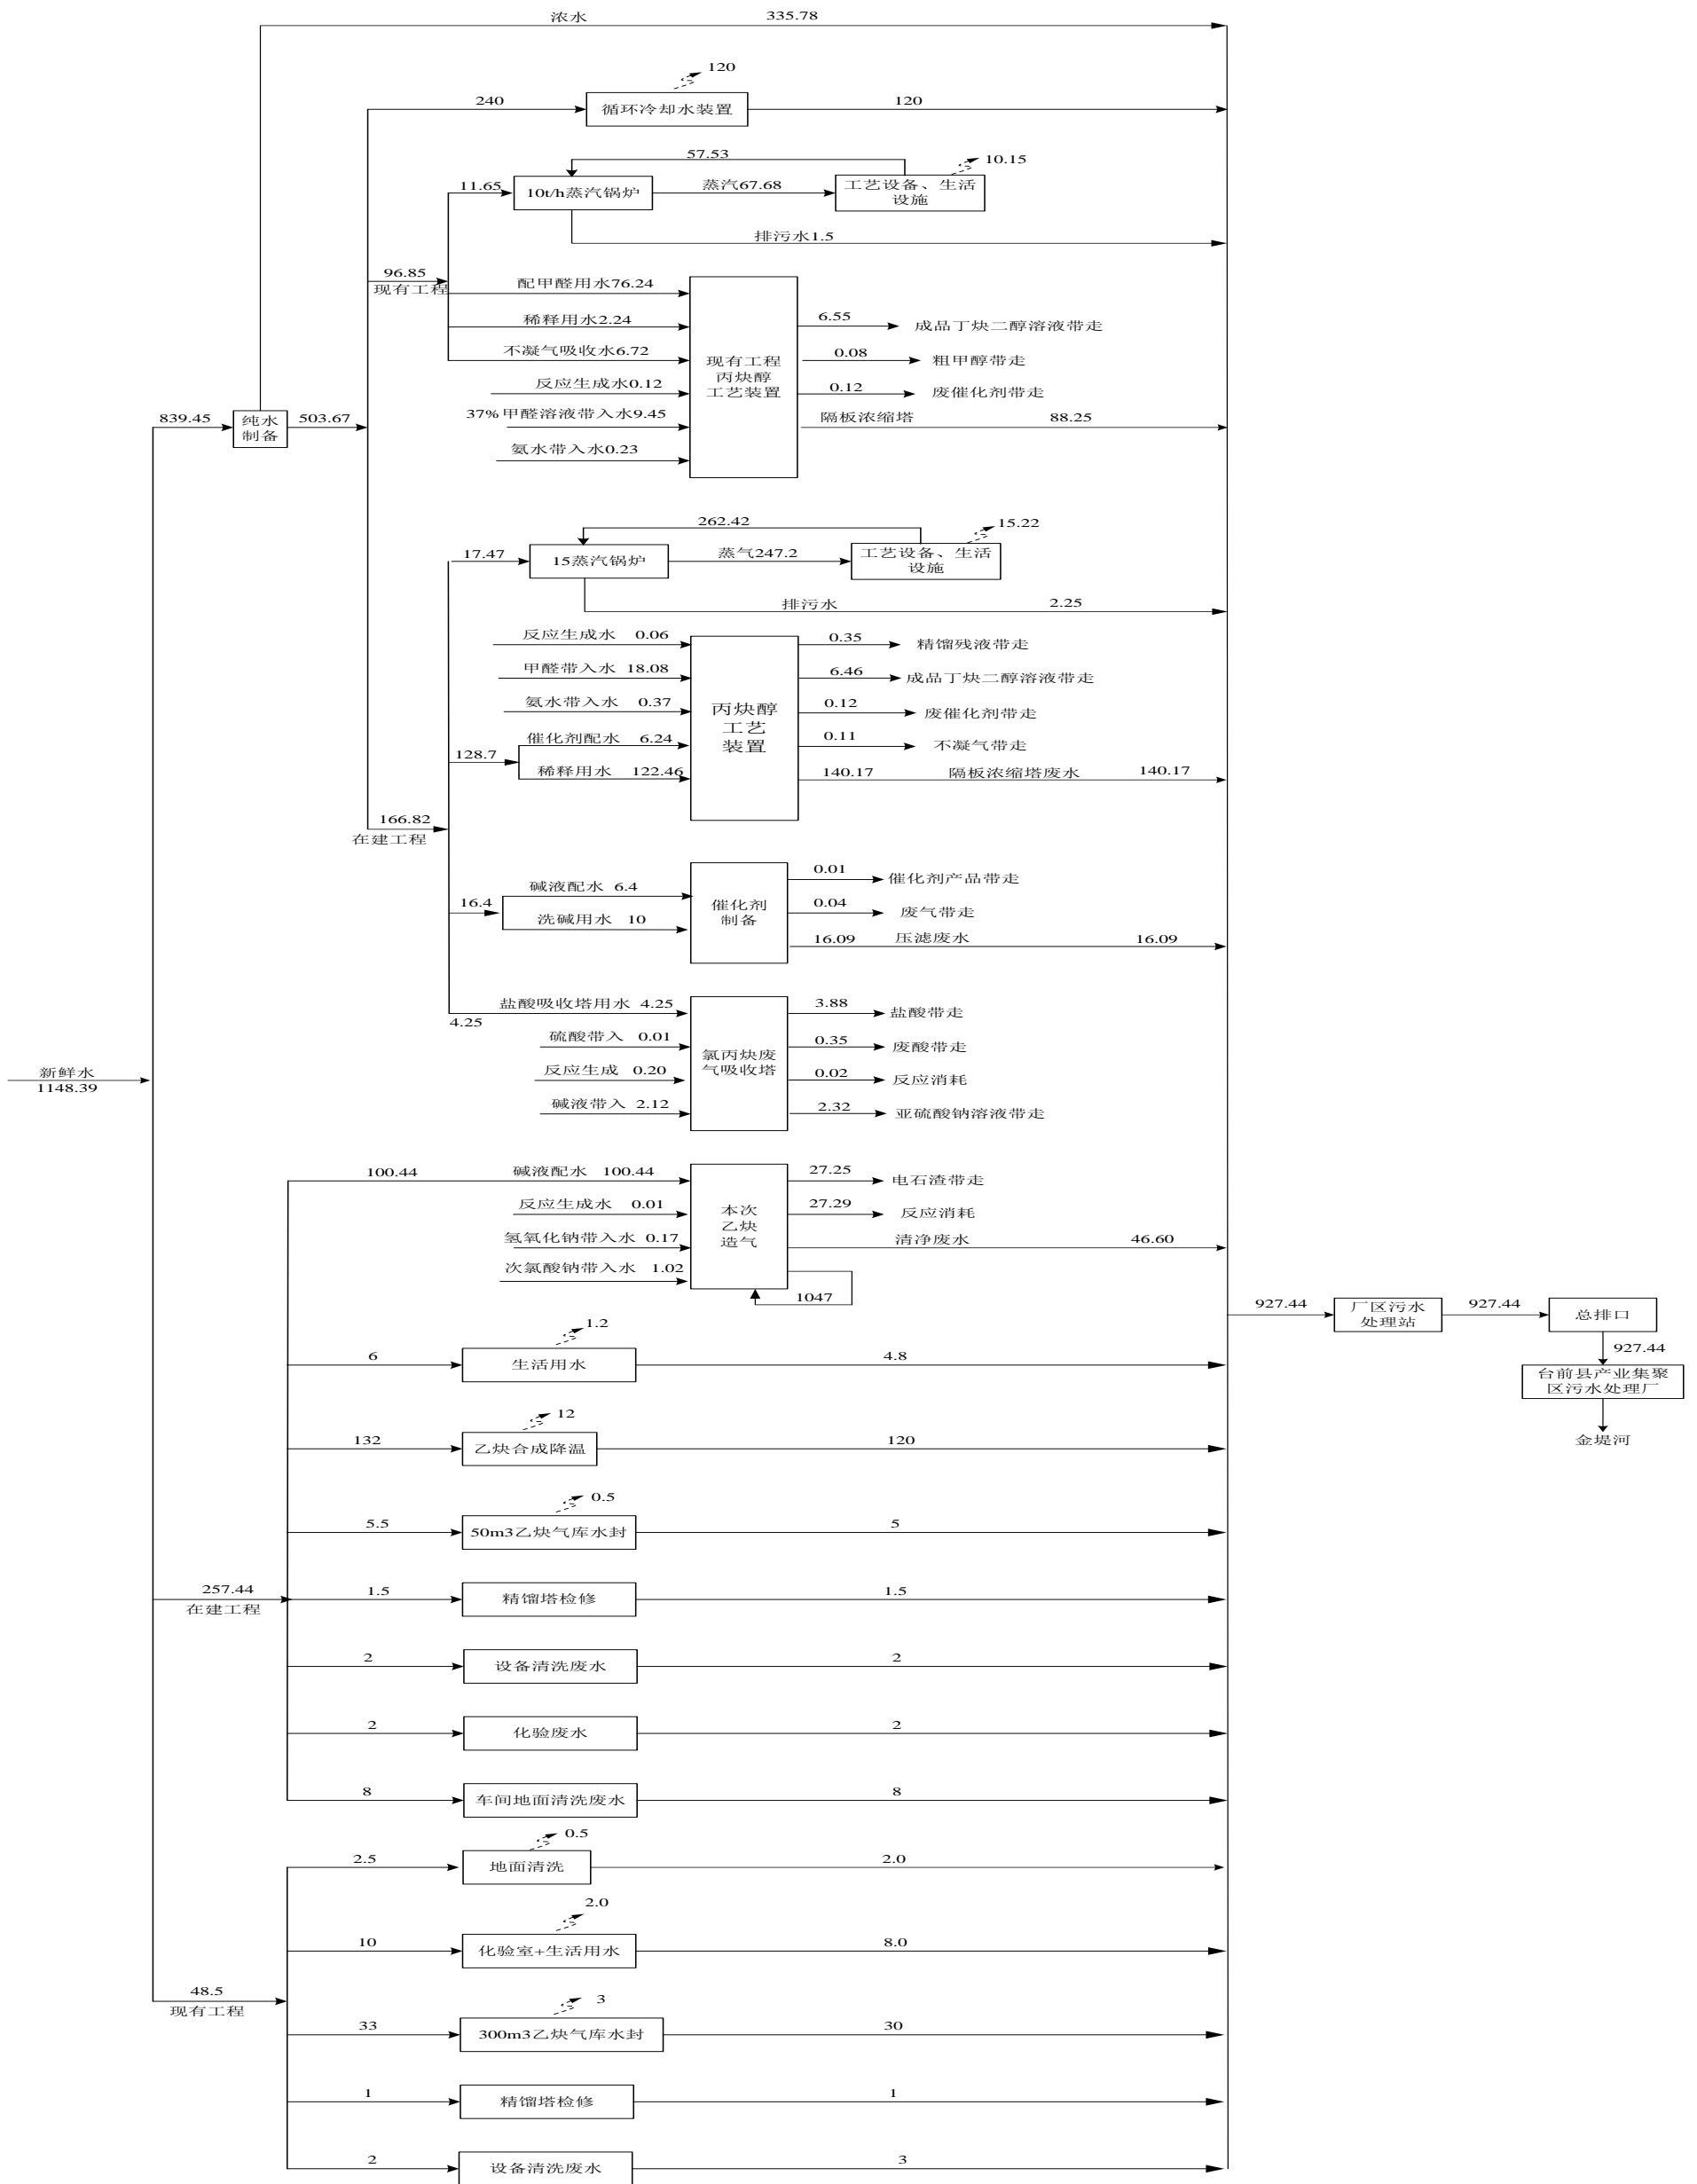 浓水 335.78
120
240 循环冷却水装置 120
57.53 10.15
11.65 10t/h蒸汽锅炉 蒸汽67.68 工艺设备、生活
设施
排污水1.5
96.85
现有工程
配甲醛用水76.24
稀释用水2.24
不凝气吸收水6.72
反应生成水0.12
37%甲醛溶液带入水9.45
氨水带入水0.23
现有工程
丙炔醇
工艺装置
6.55 成品丁炔二醇溶液带走
0.08 粗甲醇带走
0.12 废催化剂带走
隔板浓缩塔 88.25
839.45 纯水
制备
503.67
262.42 15.22
17.47 15蒸汽锅炉 蒸气247.2 工艺设备、生活
设施
排污水 2.25
反应生成水 0.06
甲醛带入水 18.08
氨水带入水 0.37
催化剂配水 6.24
128.7
稀释用水 122.46
丙炔醇
工艺
装置
0.35 精馏残液带走
6.46 成品丁炔二醇溶液带走
0.12 废催化剂带走
0.11 不凝气带走
140.17 隔板浓缩塔废水 140.17
166.82
在建工程
碱液配水 6.4
16.4
洗碱用水 10
催化剂
制备
0.01 催化剂产品带走
0.04 废气带走
16.09 压滤废水 16.09
盐酸吸收塔用水 4.25
4.25
硫酸带入 0.01
反应生成 0.20
碱液带入 2.12
氯丙炔废
气吸收塔
3.88 盐酸带走
0.35 废酸带走
0.02 反应消耗
2.32 亚硫酸钠溶液带走
新鲜水
1148.39
100.44 碱液配水 100.44
反应生成水 0.01
氢氧化钠带入水 0.17
次氯酸钠带入水 1.02
本次
乙炔
造气
27.25 电石渣带走
27.29 反应消耗
清净废水 46.60
1047
927.44 厂区污水
处理站
927.44 总排口
927.44
台前县产业集聚
区污水处理厂
金堤河
1.2
6 生活用水 4.8
12
132 乙炔合成降温 120
0.5
5.5 50m3乙炔气库水封 5
257.44
在建工程
1.5 精馏塔检修 1.5
2 设备清洗废水 2
2 化验废水 2
8 车间地面清洗废水 8
0.5
2.5 地面清洗 2.0
2.0
10 化验室+生活用水 8.0
48.5
现有工程
3
33 300m3乙炔气库水封 30
1 精馏塔检修 1
2 设备清洗废水 3